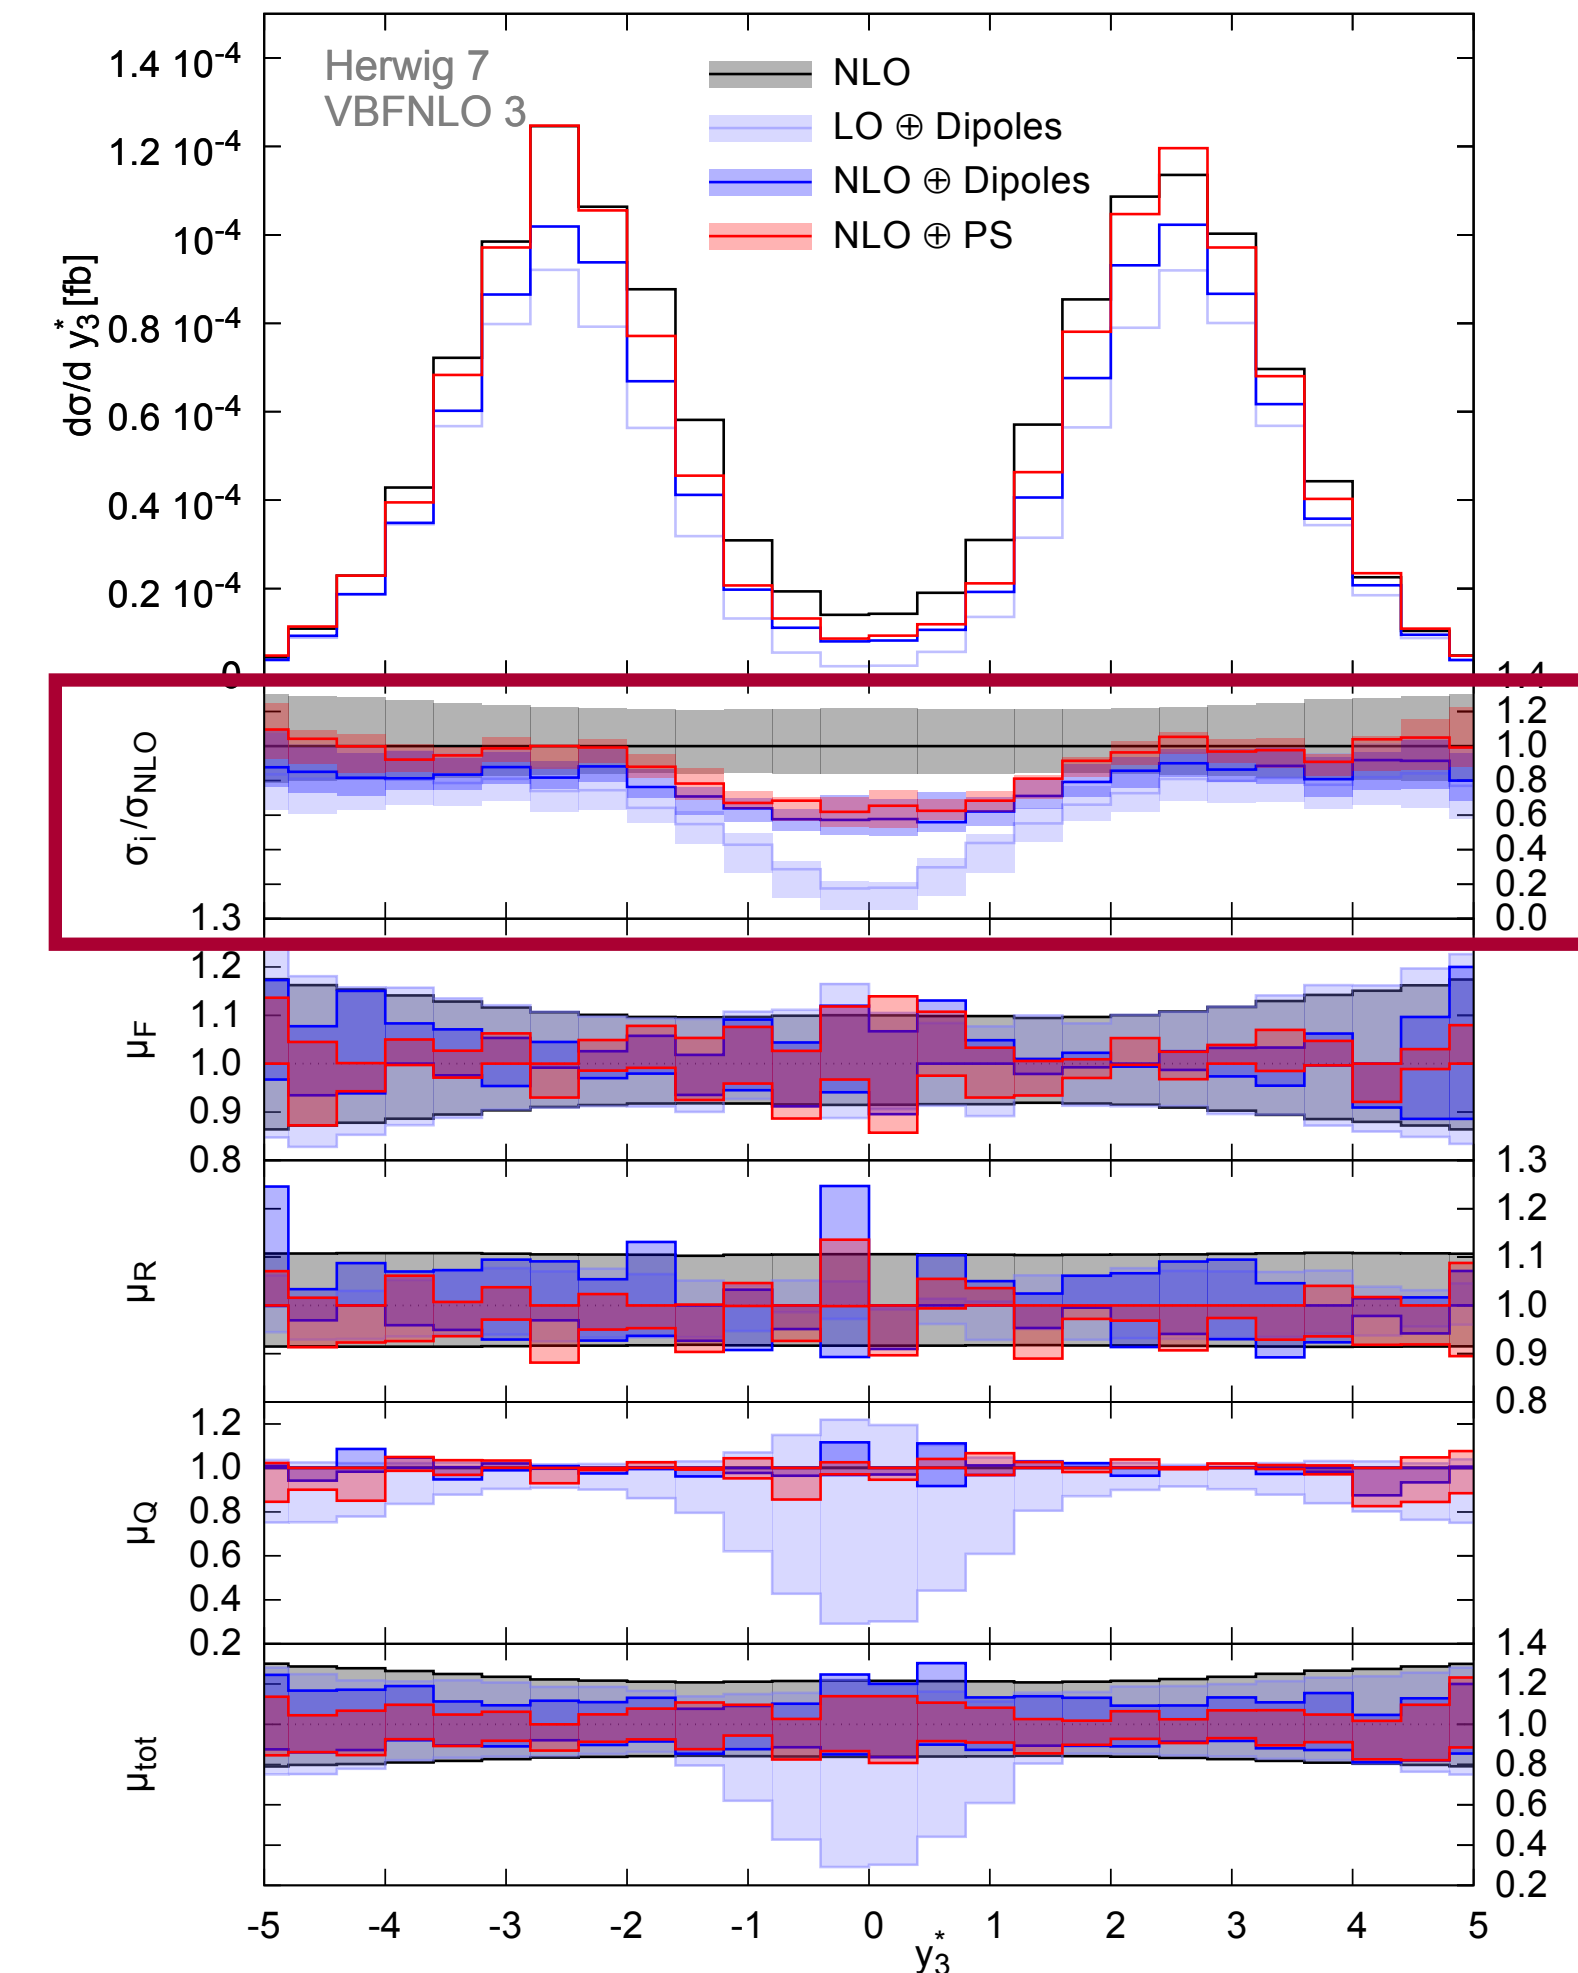 Herwig 7
VBFNLO 3
NLO
LO ⊕ Dipoles
NLO ⊕ Dipoles
NLO ⊕ PS
dσ/d y*3 [fb]
1.4 10-4
1.2 10-4
10-4
0.8 10-4
0.6 10-4
0.4 10-4
0.2 10-4
0
σi/σNLO
1.4
1.2
1.0
0.8
0.6
0.4
0.2
0.0
μF
1.3
1.2
1.1
1.0
0.9
0.8
μR
1.3
1.2
1.1
1.0
0.9
0.8
μQ
1.2
1.0
0.8
0.6
0.4
0.2
μtot
1.4
1.2
1.0
0.8
0.6
0.4
0.2
-5 -4 -3 -2 -1 0 1 2 3 4 5
y*3